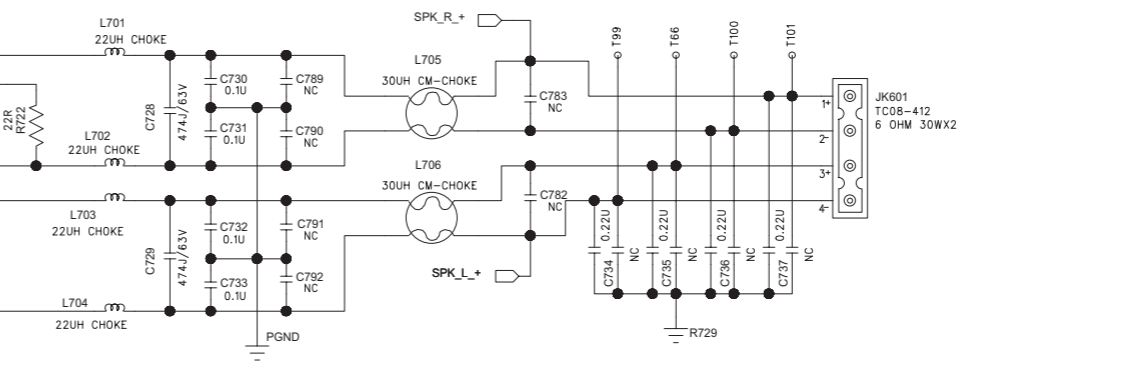 L701
22UH CHOKE
SPK_R_+
T99
T66
T100
T101
C730
0.1U
C789
NC
L705
30UH CM-CHOKE
C783
NC
JK601
TC08-412
6 OHM 30WX2
1+
2-
3+
4-
22R
R722
C728
474J/63V
C731
0.1U
C790
NC
L702
22UH CHOKE
L706
30UH CM-CHOKE
C782
NC
L703
22UH CHOKE
C729
474J/63V
C732
0.1U
C791
NC
C733
0.1U
C792
NC
SPK_L_+
C734
0.22U
NC
C735
0.22U
NC
C736
0.22U
NC
C737
0.22U
NC
L704
22UH CHOKE
PGND
R729